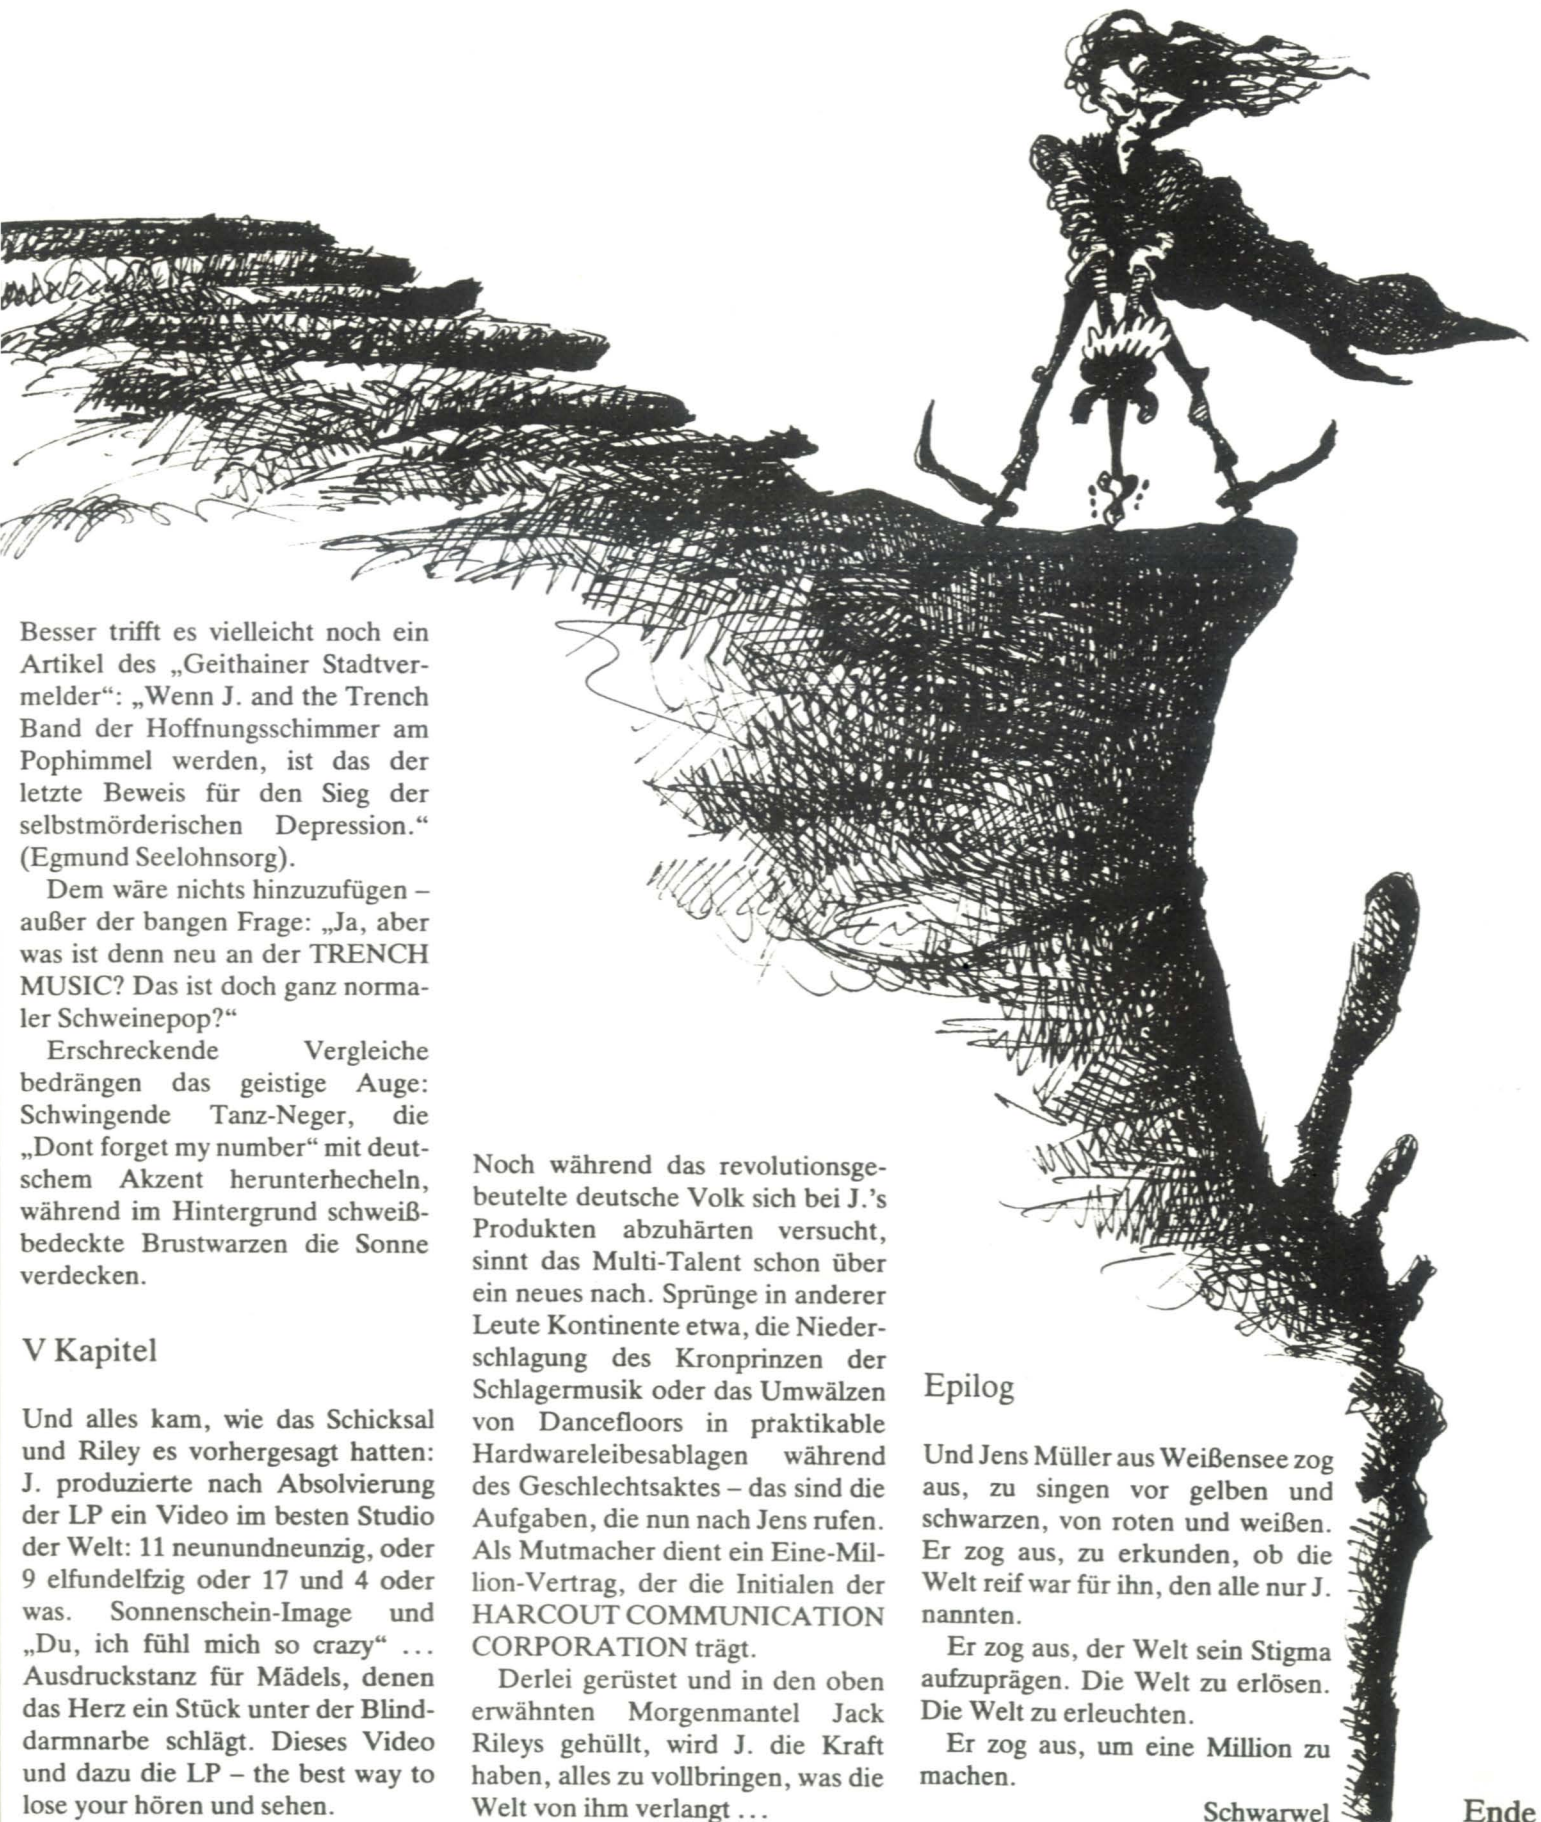 Besser trifft es vielleicht noch ein
Artikel des „Geithainer Stadtver-
melder“: „Wenn J. and the Trench
Band der Hoffnungsschimmer am
Pophimmel werden, ist das der
letzte Beweis für den Sieg der
selbstmörderischen Depression.“
(Egmund Seelohnsorg).
Dem wäre nichts hinzuzufügen –
außer der bangen Frage: „Ja, aber
was ist denn neu an der TRENCH
MUSIC? Das ist doch ganz norma-
ler Schweinepop?“
Erschreckende Vergleiche
bedrängen das geistige Auge:
Schwingende Tanz-Neger, die
„Dont forget my number“ mit deut-
schem Akzent herunterhecheln,
während im Hintergrund schweiß-
bedeckte Brustwarzen die Sonne
verdecken.
V Kapitel
Und alles kam, wie das Schicksal
und Riley es vorhergesagt hatten:
J. produzierte nach Absolvierung
der LP ein Video im besten Studio
der Welt: 11 neunundneunzig, oder
9 elfundelfzig oder 17 und 4 oder
was. Sonnenschein-Image und
„Du, ich fühl mich so crazy“ ...
Ausdruckstanz für Mädels, denen
das Herz ein Stück unter der Blind-
darmnarbe schlägt. Dieses Video
und dazu die LP – the best way to
lose your hören und sehen.
Noch während das revolutionsge-
beutelte deutsche Volk sich bei J.’s
Produkten abzuhärten versucht,
sinnt das Multi-Talent schon über
ein neues nach. Sprünge in anderer
Leute Kontinente etwa, die Nieder-
schlagung des Kronprinzen der
Schlagermusik oder das Umwälzen
von Dancefloors in praktikable
Hardwareleibesablagen während
des Geschlechtsaktes – das sind die
Aufgaben, die nun nach Jens rufen.
Als Mutmacher dient ein Eine-Mil-
lion-Vertrag, der die Initialen der
HARCOUT COMMUNICATION
CORPORATION trägt.
Derlei gerüstet und in den oben
erwähnten Morgenmantel Jack
Rileys gehüllt, wird J. die Kraft
haben, alles zu vollbringen, was die
Welt von ihm verlangt ...
Epilog
Und Jens Müller aus Weißensee zog
aus, zu singen vor gelben und
schwarzen, von roten und weißen.
Er zog aus, zu erkunden, ob die
Welt reif war für ihn, den alle nur J.
nannten.
Er zog aus, der Welt sein Stigma
aufzuprägen. Die Welt zu erlösen.
Die Welt zu erleuchten.
Er zog aus, um eine Million zu
machen.
Schwarwel
Ende